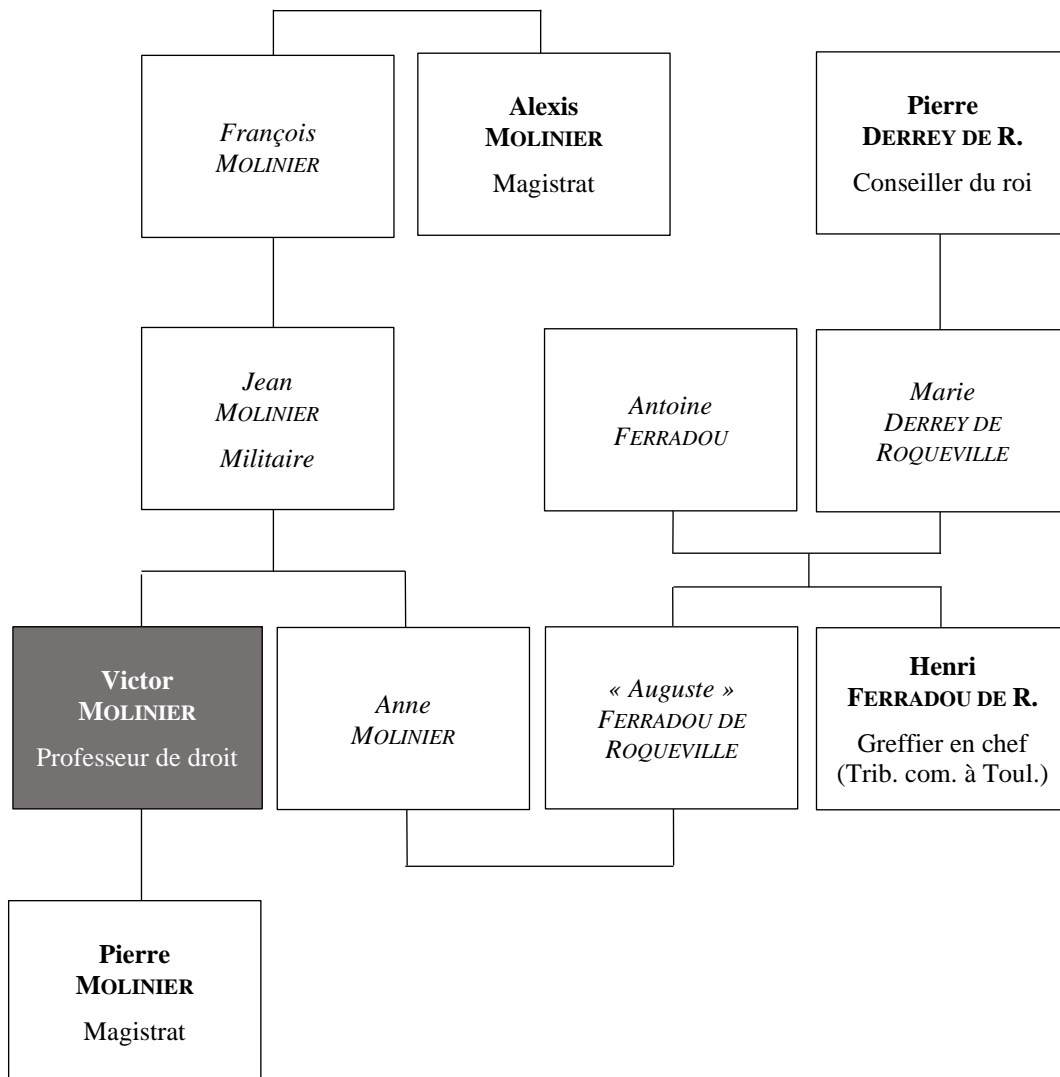 François
MOLINIER
Alexis
MOLINIER
Magistrat
Pierre
DERREY DE R.
Conseiller du roi
Jean
MOLINIER
Militaire
Antoine
FERRADOU
Marie
DERREY DE
ROQUEVILLE
Victor
MOLINIER
Professeur de droit
Anne
MOLINIER
« Auguste »
FERRADOU DE
ROQUEVILLE
Henri
FERRADOU DE R.
Greffier en chef
(Trib. com. à Toul.)
Pierre
MOLINIER
Magistrat